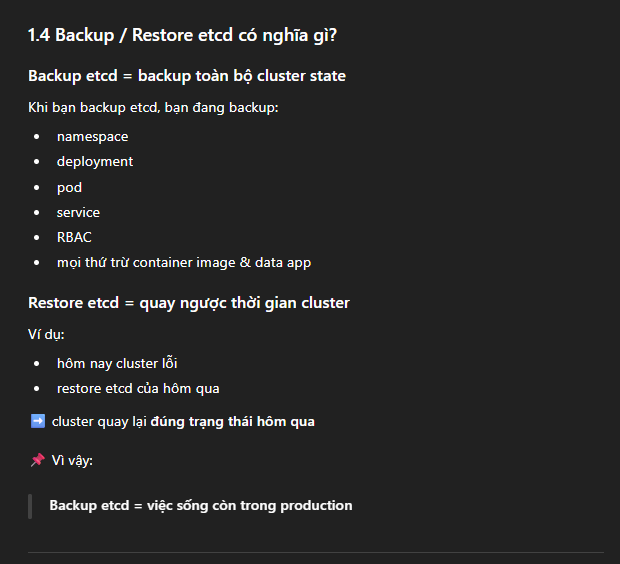 1.4 Backup / Restore etcd có nghĩa gì?
Backup etcd = backup toàn bộ cluster state
Khi bạn backup etcd, bạn đang backup:
• namespace
• deployment
• pod
• service
• RBAC
• mọi thứ trừ container image & data app
Restore etcd = quay ngược thời gian cluster
Ví dụ:
• hôm nay cluster lỗi
• restore etcd của hôm qua
➡️ cluster quay lại đúng trạng thái hôm qua
📌 Vì vậy:
Backup etcd = việc sống còn trong production